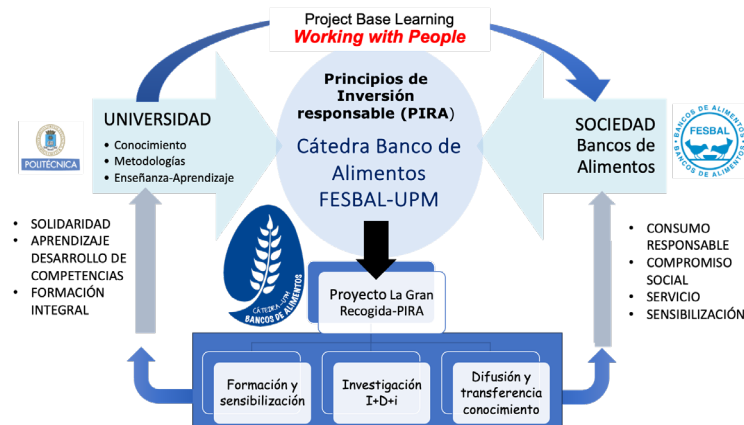 Project Base Learning
Working with People
Principios de
Inversión
responsable (PIRA)
Cátedra Banco de
Alimentos
FESBAL-UPM
UNIVERSIDAD
• Conocimiento
• Metodologías
• Enseñanza-Aprendizaje
POLITÉCNICA
SOCIEDAD
Bancos de
Alimentos
BANCOS DE ALIMENTOS
FESBAL
BANCOS DE ALIMENTOS
• SOLIDARIDAD
• APRENDIZAJE
DESARROLLO DE
COMPETENCIAS
• FORMACIÓN
INTEGRAL
• CONSUMO
RESPONSABLE
• COMPROMISO
SOCIAL
• SERVICIO
• SENSIBILIZACIÓN
CÁTEDRA-UPM
BANCOS DE ALIMENTOS
Proyecto La Gran
Recogida-PIRA
Formación y
sensibilización
Investigación
I+D+i
Difusión y
transferencia
conocimiento